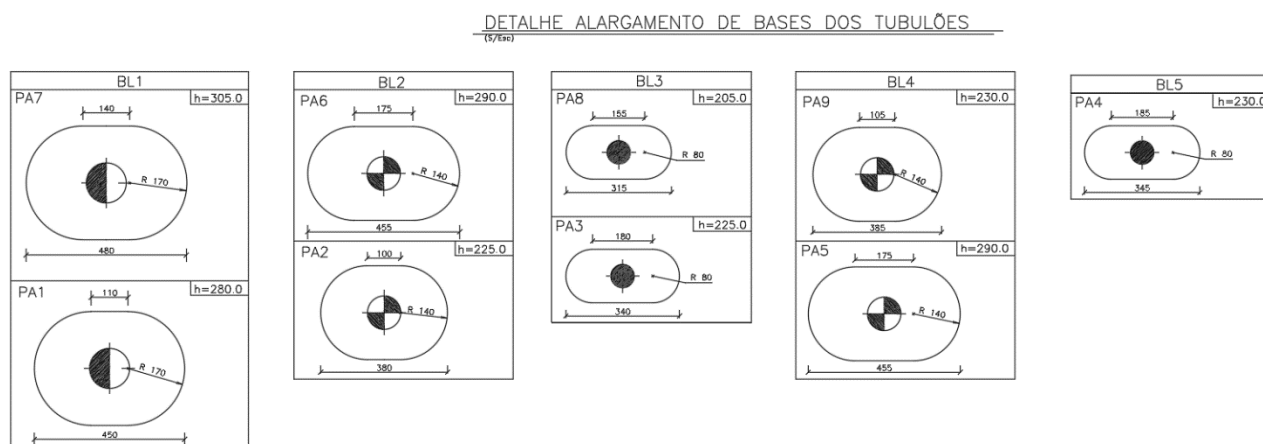 DETALHE ALARGAMENTO DE BASES DOS TUBULÕES
(S/Esc)
BL1
PA7
h=305.0
140
R 170
480
PA1
h=280.0
110
R 170
450
BL2
PA6
h=290.0
175
R 140
455
PA2
h=225.0
100
R 140
380
BL3
PA8
h=205.0
155
R 80
315
PA3
h=225.0
180
R 80
340
BL4
PA9
h=230.0
105
R 140
385
PA5
h=290.0
175
R 140
455
BL5
PA4
h=230.0
185
R 80
345